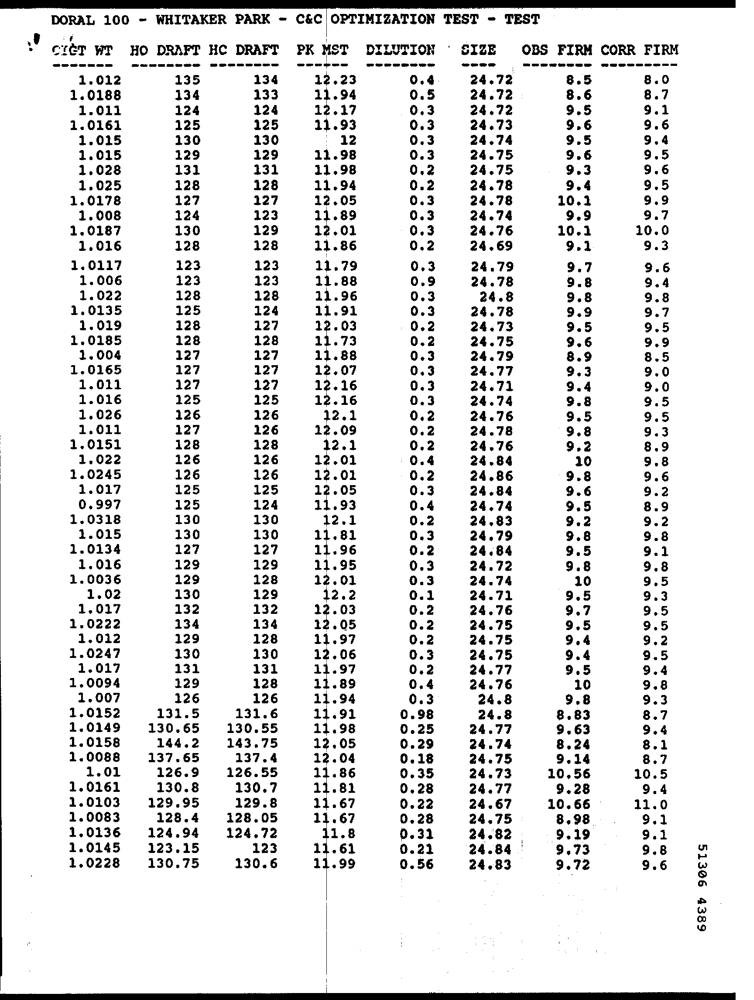 DORAL 100 - WHITAKER PARK - C&C OPTIMIZATION TEST - TEST
CIGT WT HO DRAFT HC DRAFT PK MST DILUTION SIZE OBS FIRM CORR FIRM
1.012 135 134 12.23 0.4 24.72 8.5 8.0
1.0188 134 133 11.94 0.5 24.72 8.6 8.7
1.011 124 124 12.17 0.3 24.72 9.5 9.1
1.0161 125 125 11.93 0.3 24.73 9.6 9.6
1.015 130 130 12 0.3 24.74 9.5 9.4
1.015 129 129 11.98 0.3 24.75 9.6 9.5
1.028 131 131 11.98 0.2 24.75 9.3 9.6
1.025 128 128 11.94 0.2 24.78 9.4 9.5
1.0178 127 127 12.05 0.3 24.78 10.1 9.9
1.008 124 123 11.89 0.3 24.74 9.9 9.7
1.0187 130 129 12.01 0.3 24.76 10.1 10.0
1.016 128 128 11.86 0.2 24.69 9.1 9.3
1.0117 123 123 11.79 0.3 24.79 9.7 9.6
1.006 123 123 11.88 0.9 24.78 9.8 9.4
1.022 128 128 11.96 0.3 24.8 9.8 9.8
1.0135 125 124 11.91 0.3 24.78 9.9 9.7
1.019 128 127 12.03 0.2 24.73 9.5 9.5
1.0185 128 128 11.73 0.2 24.75 9.6 9.9
1.004 127 127 11.88 0.3 24.79 8.9 8.5
1.0165 127 127 12.07 0.3 24.77 9.3 9.0
1.011 127 127 12.16 0.3 24.71 9.4 9.0
1.016 125 125 12.16 0.3 24.74 9.8 9.5
1.026 126 126 12.1 0.2 24.76 9.5 9.5
1.011 127 126 12.09 0.2 24.78 9.8 9.3
1.0151 128 128 12.1 0.2 24.76 9.2 8.9
1.022 126 126 12.01 0.4 24.84 10 9.8
1.0245 126 126 12.01 0.2 24.86 9.8 9.6
1.017 125 125 12.05 0.3 24.84 9.6 9.2
0.997 125 124 11.93 0.4 24.74 9.5 8.9
1.0318 130 130 12.1 0.2 24.83 9.2 9.2
1.015 130 130 11.81 0.3 24.79 9.8 9.8
1.0134 127 127 11.96 0.2 24.84 9.5 9.1
1.016 129 129 11.95 0.3 24.72 9.8 9.8
1.0036 129 128 12.01 0.3 24.74 10 9.5
1.02 130 129 12.2 0.1 24.71 9.5 9.3
1.017 132 132 12.03 0.2 24.76 9.7 9.5
1.0222 134 134 12.05 0.2 24.75 9.5 9.5
1.012 129 128 11.97 0.2 24.75 9.4 9.2
1.0247 130 130 12.06 0.3 24.75 9.4 9.5
1.017 131 131 11.97 0.2 24.77 9.5 9.4
1.0094 129 128 11.89 0.4 24.76 10 9.8
1.007 126 126 11.94 0.3 24.8 9.8 9.3
1.0152 131.5 131.6 11.91 0.98 24.8 8.83 8.7
1.0149 130.65 130.55 11.98 0.25 24.77 9.63 9.4
1.0158 144.2 143.75 12.05 0.29 24.74 8.24 8.1
1.0088 137.65 137.4 12.04 0.18 24.75 9.14 8.7
1.01 126.9 126.55 11.86 0.35 24.73 10.56 10.5
1.0161 130.8 130.7 11.81 0.28 24.77 9.28 9.4
1.0103 129.95 129.8 11.67 0.22 24.67 10.66 11.0
1.0083 128.4 128.05 11.67 0.28 24.75 8.98 9.1
1.0136 124.94 124.72 11.8 0.31 24.82 9.19 9.1
1.0145 123.15 123 11.61 0.21 24.84 9.73 9.8
1.0228 130.75 130.6 11.99 0.56 24.83 9.72 9.6
51306 4389